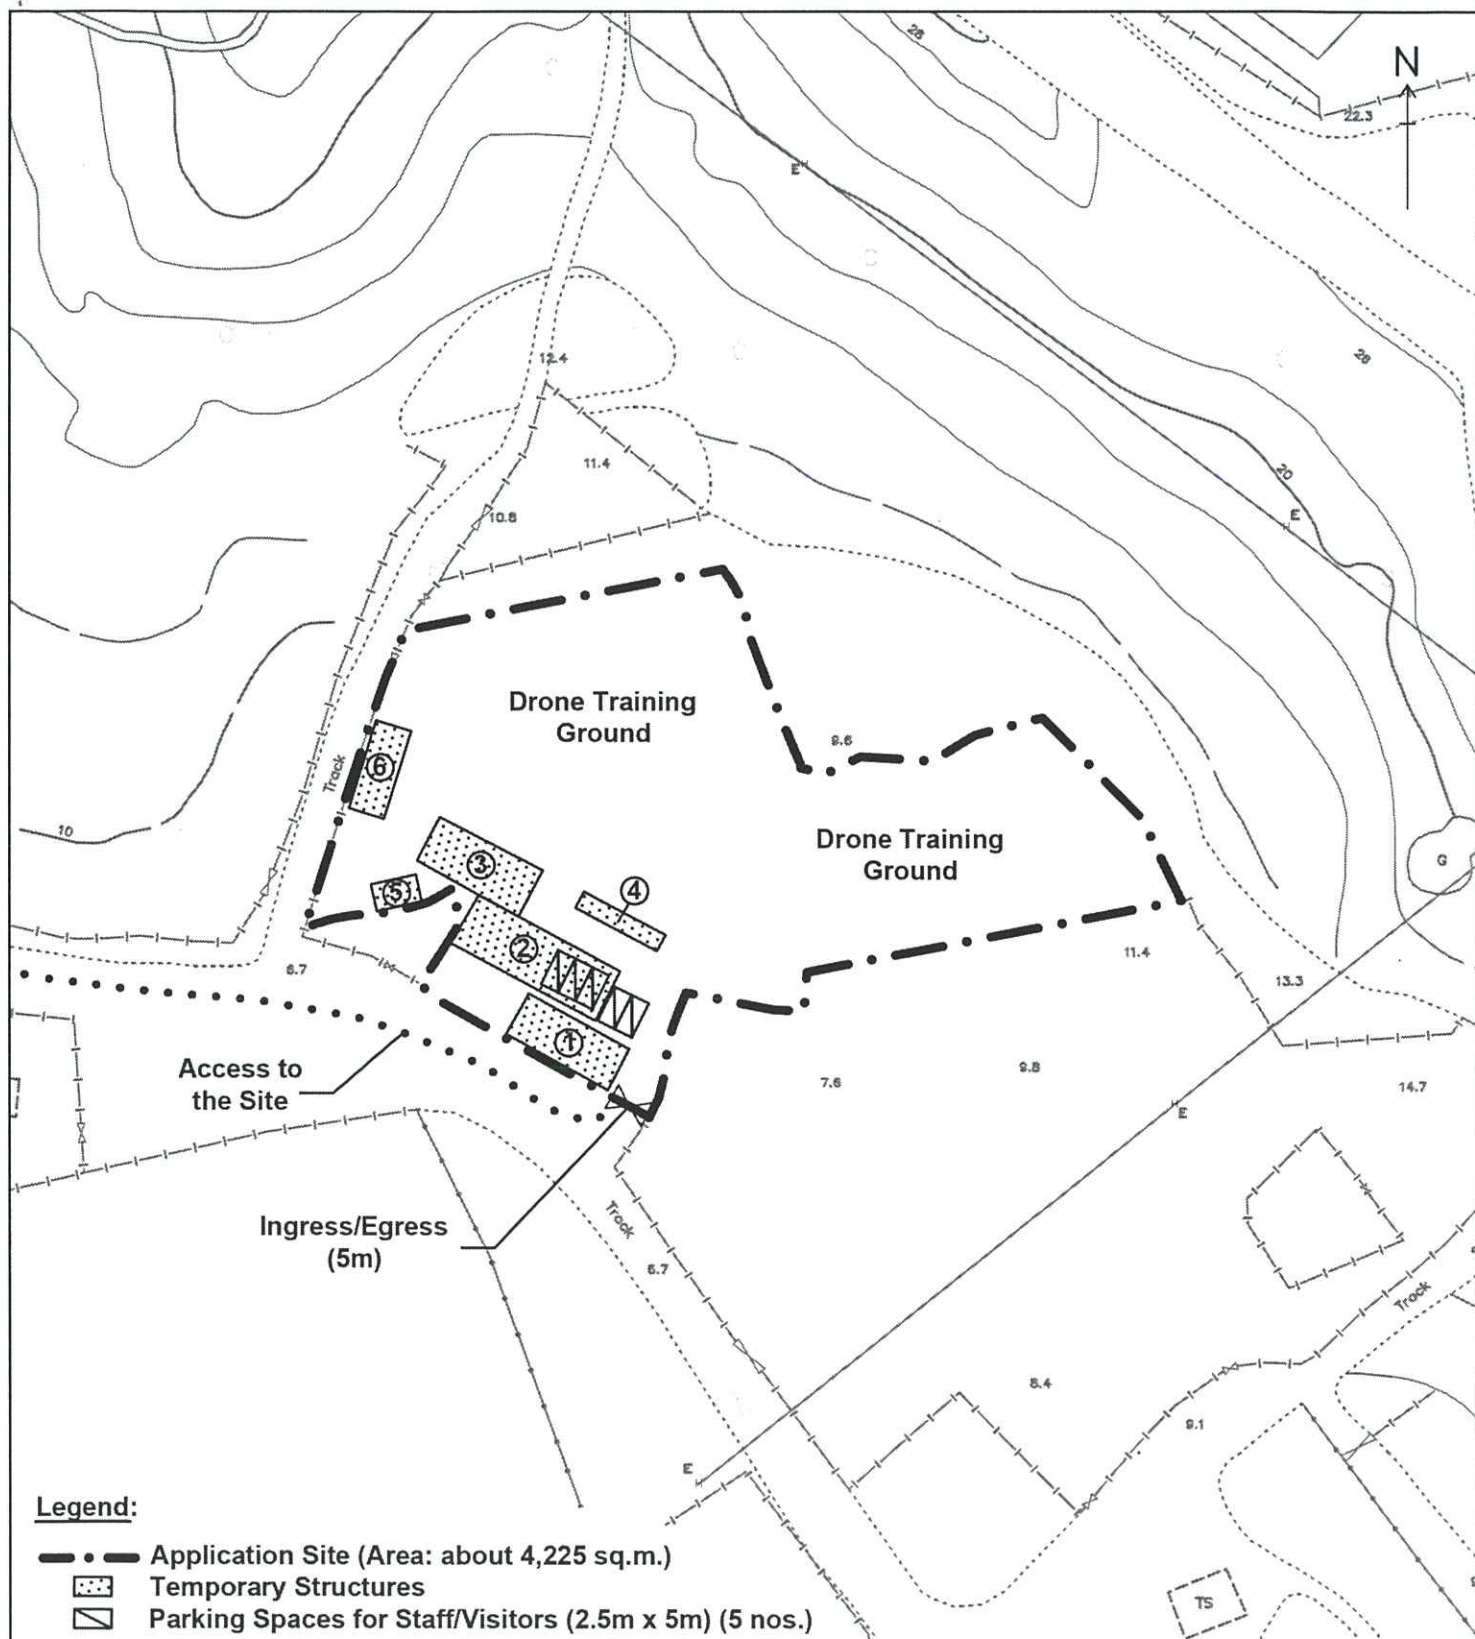 N
26
22.3
E
12.4
26
11.4
20
10.8
E
Drone Training
Ground
9.6
Track
⑥
10
Drone Training
Ground
③
⑤
④
G
②
11.4
6.7
13.3
①
Access to
the Site
7.6
9.8
14.7
E
Ingress/Egress
(5m)
Track
6.7
Track
8.4
9.1
E
Legend:
Application Site (Area: about 4,225 sq.m.)
Temporary Structures
TS
Parking Spaces for Staff/Visitors (2.5m x 5m) (5 nos.)